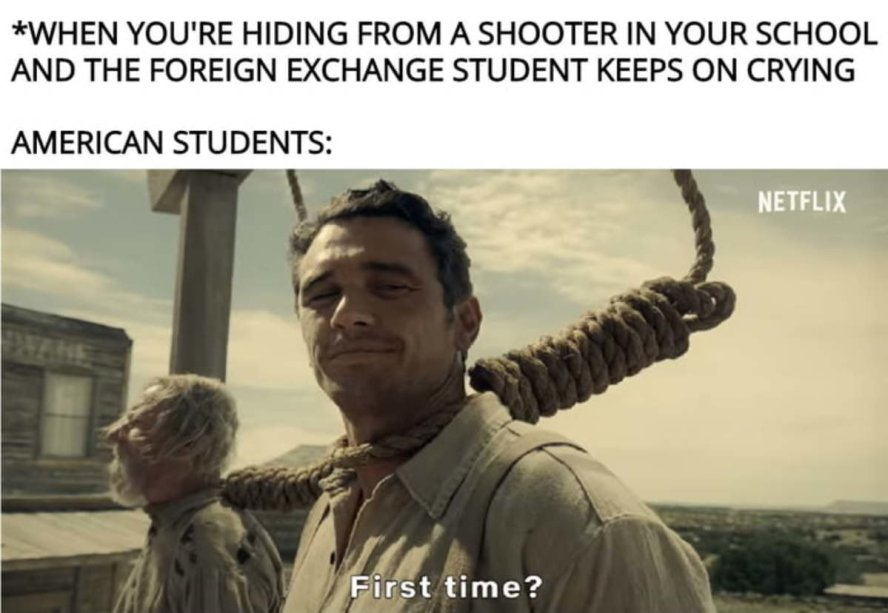 *WHEN YOU'RE HIDING FROM A SHOOTER IN YOUR SCHOOL
AND THE FOREIGN EXCHANGE STUDENT KEEPS ON CRYING
AMERICAN STUDENTS:
NETFLIX
First time?